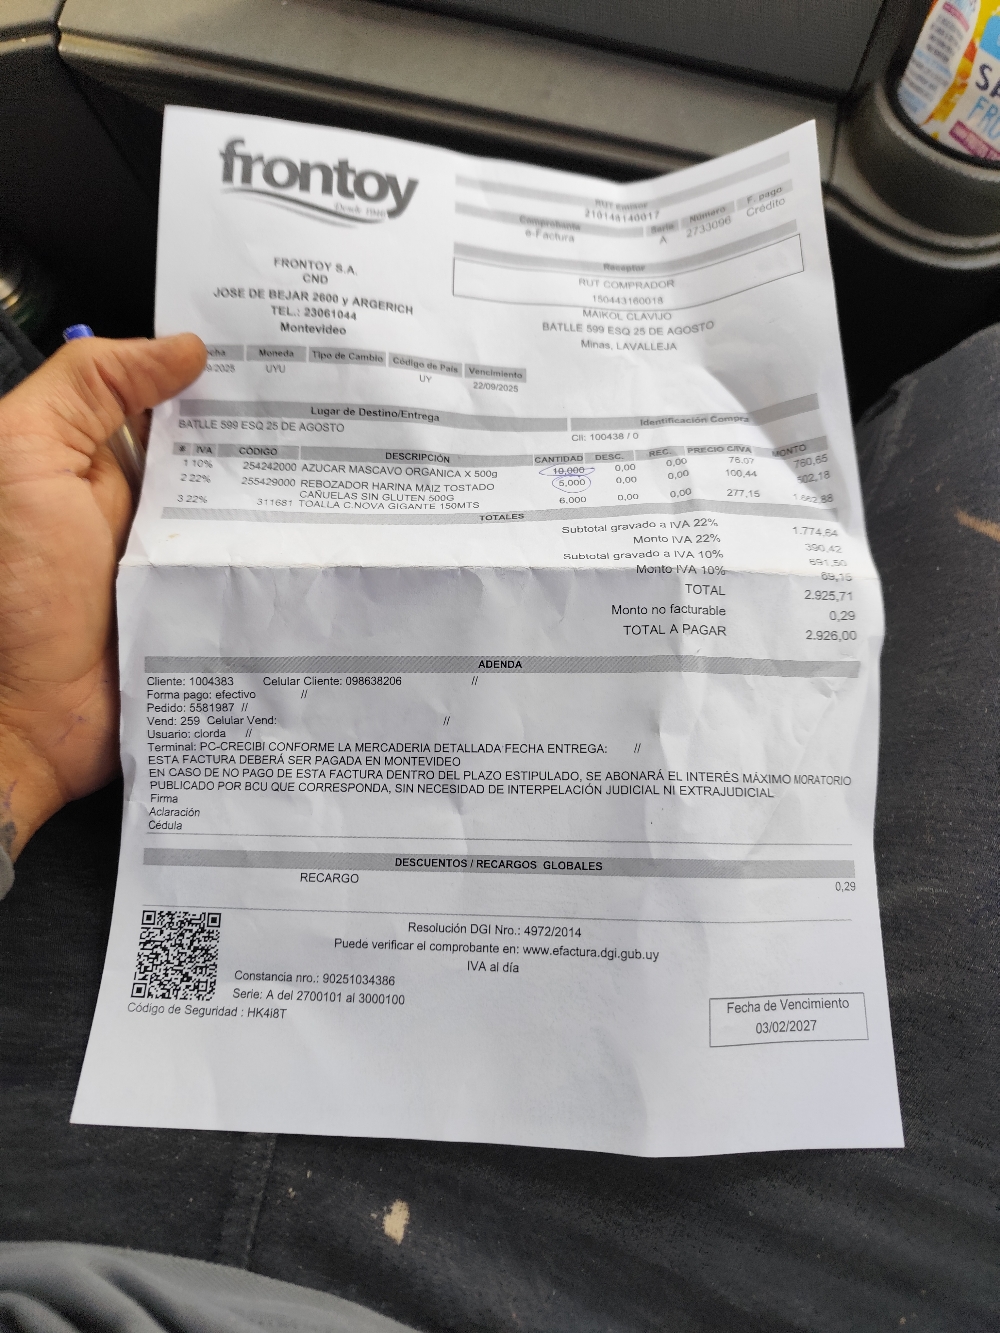 frontoy
Desde 1980
FRONTOY S.A.
CND
JOSE DE BEJAR 2600 y ARGERICH
TEL.: 23061044
Montevideo
RUT Emisor
210148140017
Comprobante Serie Número F. pago
e-Factura A 2733096 Crédito
Receptor
RUT COMPRADOR
150443160018
MAIKOL CLAVIJO
BATLLE 599 ESQ 25 DE AGOSTO
Minas, LAVALLEJA
Moneda Tipo de Cambio Código de País Vencimiento
/2025 UYU UY 22/09/2025
Lugar de Destino/Entrega Identificación Compra
BATLLE 599 ESQ 25 DE AGOSTO CII: 100438 / 0
# IVA CÓDIGO DESCRIPCIÓN CANTIDAD DESC. REC. PRECIO C/IVA MONTO
1 10% 254242000 AZUCAR MASCAVO ORGANICA X 500g 10,000 0,00 0,00 76,07 760,65
2 22% 255429000 REBOZADOR HARINA MAIZ TOSTADO 5,000 0,00 0,00 100,44 502,18
CAÑUELAS SIN GLUTEN 500G
3 22% 311681 TOALLA C.NOVA GIGANTE 150MTS 6,000 0,00 0,00 277,15 1.662,88
TOTALES
Subtotal gravado a IVA 22% 1.774,64
Monto IVA 22% 390,42
Subtotal gravado a IVA 10% 691,50
Monto IVA 10% 69,15
TOTAL 2.925,71
Monto no facturable 0,29
TOTAL A PAGAR 2.926,00
ADENDA
Cliente: 1004383 Celular Cliente: 098638206 //
Forma pago: efectivo //
Pedido: 5581987 //
Vend: 259 Celular Vend: //
Usuario: clorda //
Terminal: PC-CRECIBI CONFORME LA MERCADERIA DETALLADA FECHA ENTREGA: //
ESTA FACTURA DEBERÁ SER PAGADA EN MONTEVIDEO
EN CASO DE NO PAGO DE ESTA FACTURA DENTRO DEL PLAZO ESTIPULADO, SE ABONARÁ EL INTERÉS MÁXIMO MORATORIO
PUBLICADO POR BCU QUE CORRESPONDA, SIN NECESIDAD DE INTERPELACIÓN JUDICIAL NI EXTRAJUDICIAL
Firma
Aclaración
Cédula
DESCUENTOS / RECARGOS GLOBALES
RECARGO 0,29
Resolución DGI Nro.: 4972/2014
Puede verificar el comprobante en: www.efactura.dgi.gub.uy
IVA al día
Constancia nro.: 90251034386
Serie: A del 2700101 al 3000100
Código de Seguridad : HK4i8T
Fecha de Vencimiento
03/02/2027